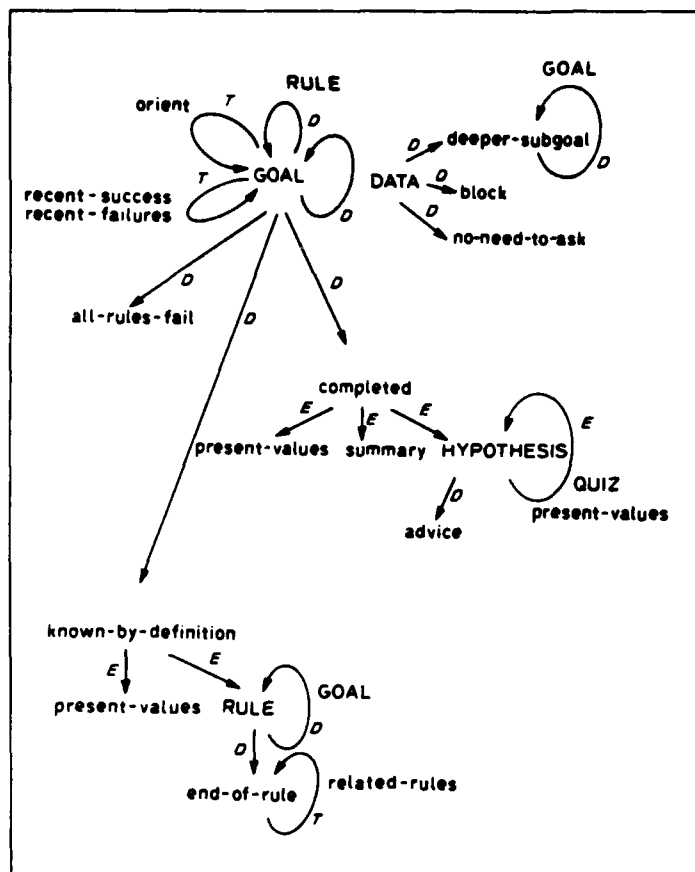 GOAL
RULE
orient
T
D
D
deeper-subgoal
D
T
GOAL
DATA
D
block
recent-success
recent-failures
D
D
no-need-to-ask
D
D
D
all-rules-fail
completed
E
E
E
E
present-values summary HYPOTHESIS
D
QUIZ
present-values
advice
known-by-definition
E
E
GOAL
present-values RULE
D
D
end-of-rule
related-rules
T